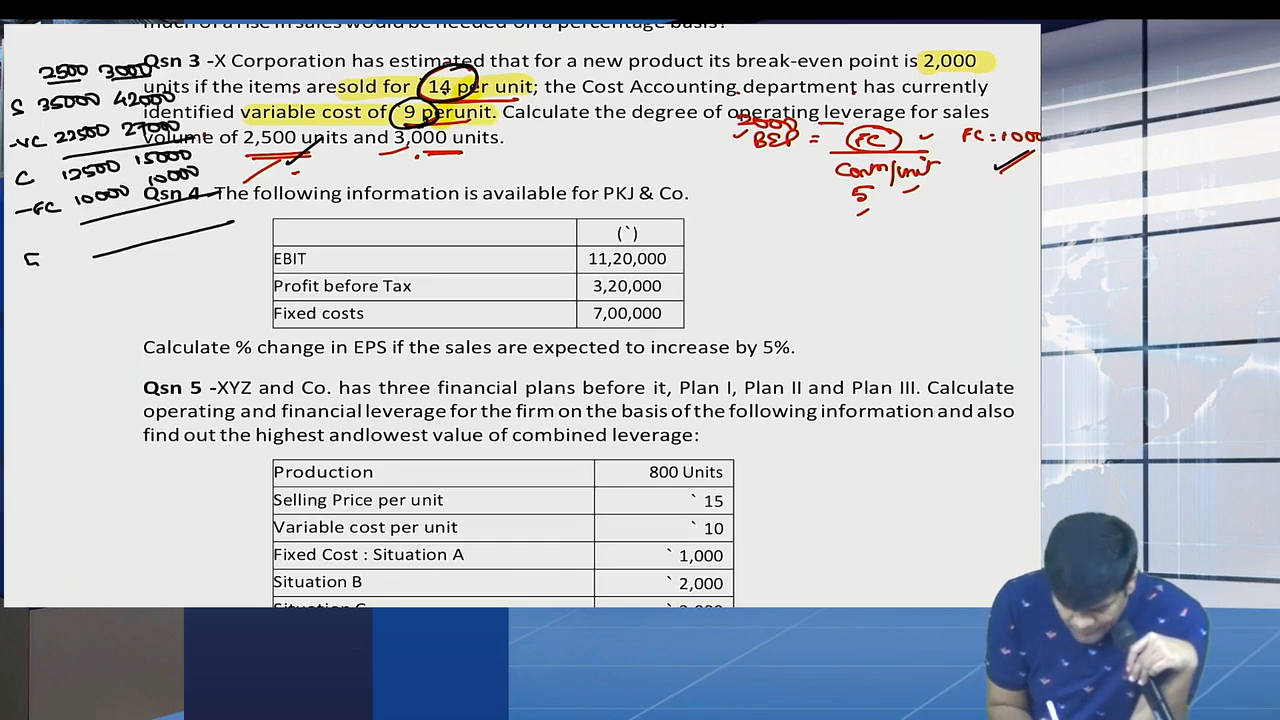 much of a rise in sales would be needed on a percentage basis?
Qsn 3 -X Corporation has estimated that for a new product its break-even point is 2,000
units if the items aresold for `14 per unit; the Cost Accounting department has currently
identified variable cost of `9 perunit. Calculate the degree of operating leverage for sales
volume of 2,500 units and 3,000 units.
2500 3000
S 35000 42000
-VC 22500 27000
C 12500 15000
-FC 10000 10000
2000
BEP = FC
Contn/unit
5
FC = 1000
Qsn 4 -The following information is available for PKJ & Co.
(`)
EBIT 11,20,000
Profit before Tax 3,20,000
Fixed costs 7,00,000
Calculate % change in EPS if the sales are expected to increase by 5%.
Qsn 5 -XYZ and Co. has three financial plans before it, Plan I, Plan II and Plan III. Calculate
operating and financial leverage for the firm on the basis of the following information and also
find out the highest andlowest value of combined leverage:
Production 800 Units
Selling Price per unit ` 15
Variable cost per unit ` 10
Fixed Cost : Situation A ` 1,000
Situation B ` 2,000